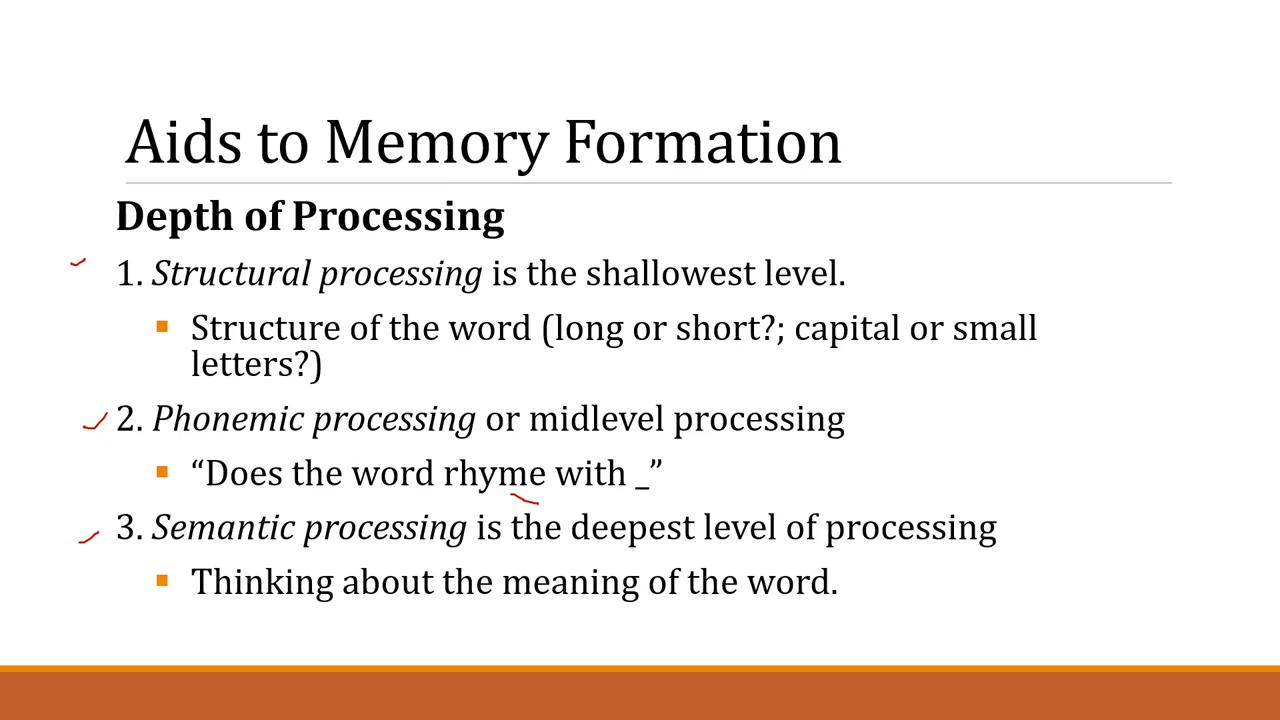 Aids to Memory Formation
Depth of Processing
1. Structural processing is the shallowest level.
▪ Structure of the word (long or short?; capital or small
letters?)
2. Phonemic processing or midlevel processing
▪ “Does the word rhyme with _”
3. Semantic processing is the deepest level of processing
▪ Thinking about the meaning of the word.